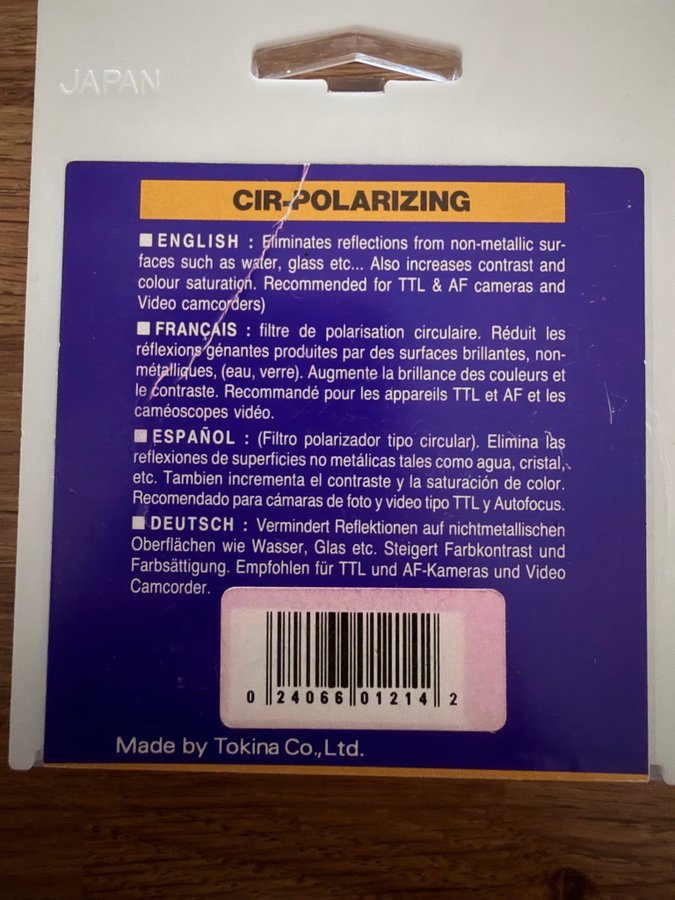 JAPAN
CIR-POLARIZING
■ ENGLISH : Eliminates reflections from non-metallic sur-
faces such as water, glass etc... Also increases contrast and
colour saturation. Recommended for TTL & AF cameras and
Video camcorders)
■ FRANÇAIS : filtre de polarisation circulaire. Réduit les
réflexions génantes produites par des surfaces brillantes, non-
métalliques, (eau, verre). Augmente la brillance des couleurs et
le contraste. Recommandé pour les appareils TTL et AF et les
caméoscopes vidéo.
■ ESPAÑOL : (Filtro polarizador tipo circular). Elimina las
reflexiones de superficies no metálicas tales como agua, cristal,
etc. Tambien incrementa el contraste y la saturación de color.
Recomendado para cámaras de foto y video tipo TTL y Autofocus.
■ DEUTSCH : Vermindert Reflektionen auf nichtmetallischen
Oberflächen wie Wasser, Glas etc. Steigert Farbkontrast und
Farbsättigung. Empfohlen für TTL und AF-Kameras und Video
Camcorder.
0 24066 01214 2
Made by Tokina Co.,Ltd.